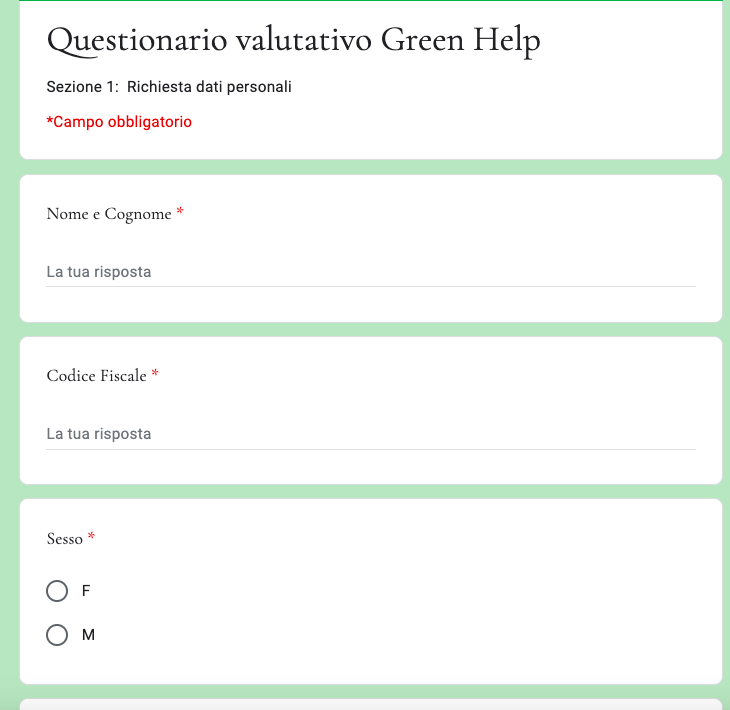 Questionario valutativo Green Help
Sezione 1: Richiesta dati personali
*Campo obbligatorio
Nome e Cognome *
La tua risposta
Codice Fiscale *
La tua risposta
Sesso *
F
M